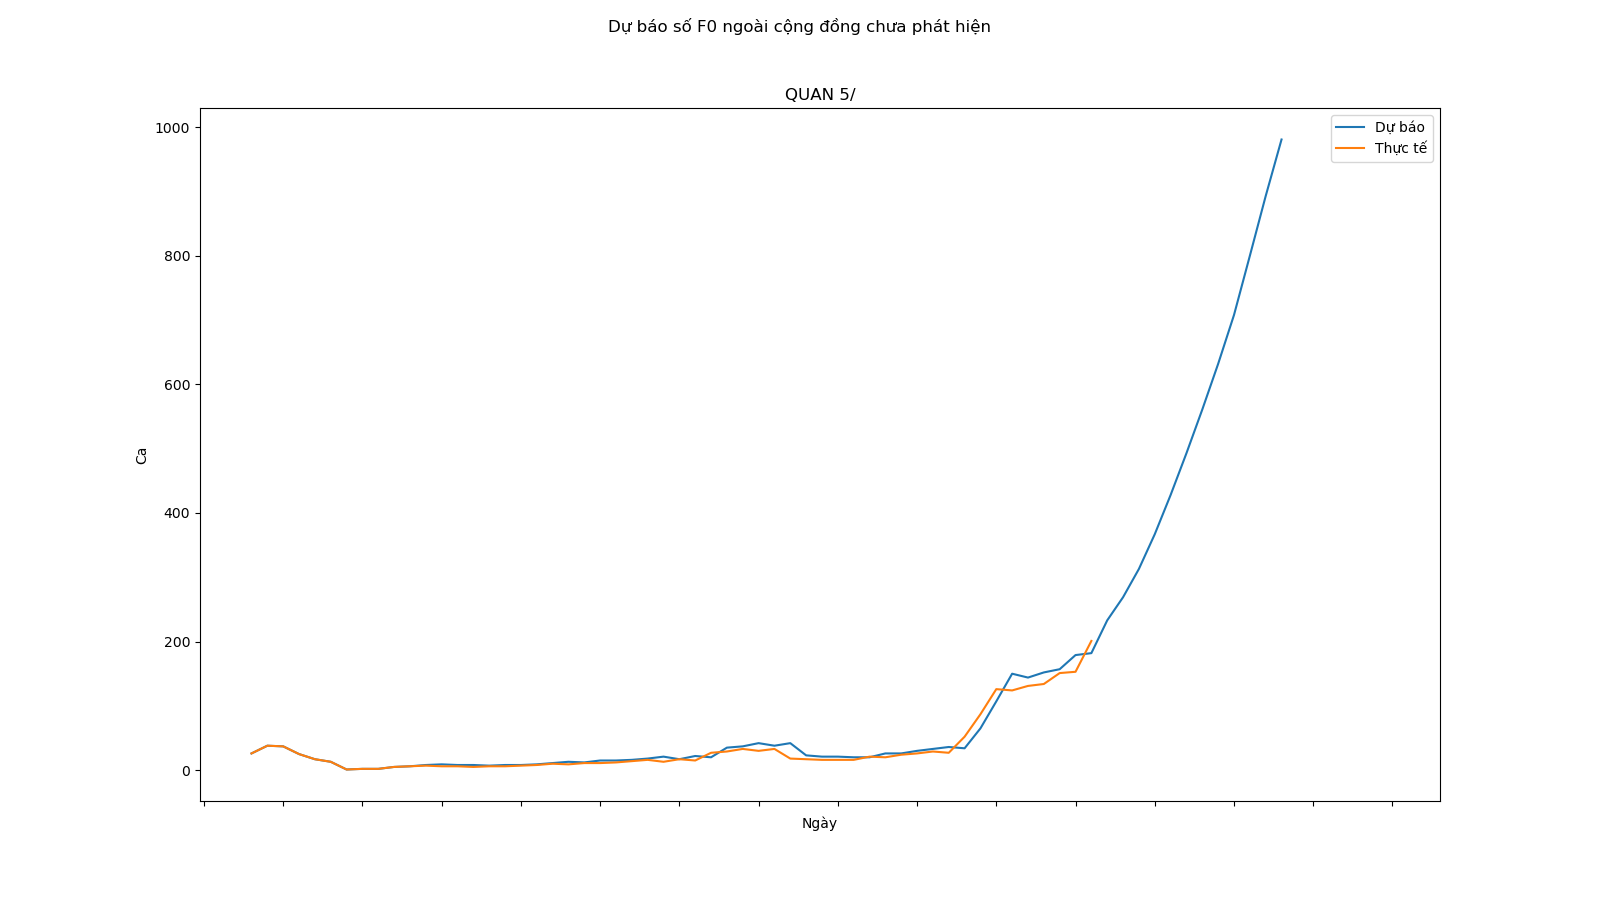 Dự báo số F0 ngoài cộng đồng chưa phát hiện
QUAN 5/
Dự báo
Thực tế
1000
800
600
400
200
0
Ca
Ngày